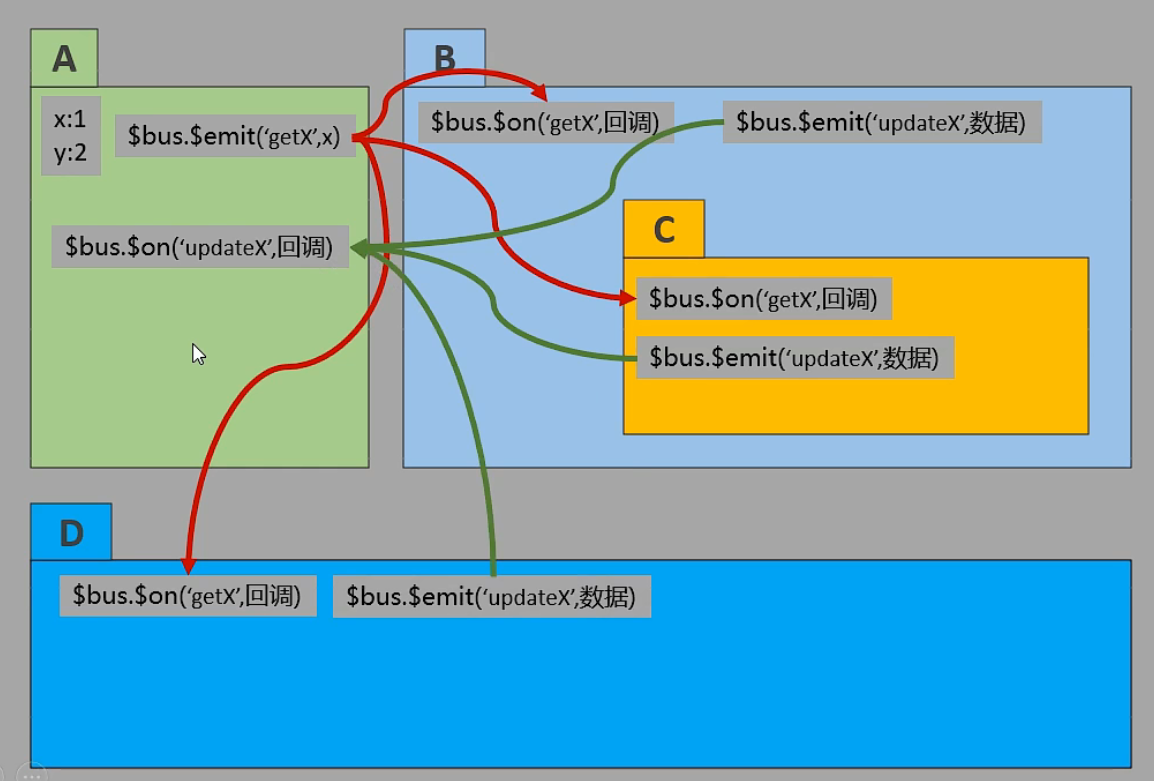 A
x:1
y:2
$bus.$emit(‘getX’,x)
$bus.$on(‘updateX’,回调)
B
$bus.$on(‘getX’,回调)
$bus.$emit(‘updateX’,数据)
C
$bus.$on(‘getX’,回调)
$bus.$emit(‘updateX’,数据)
D
$bus.$on(‘getX’,回调)
$bus.$emit(‘updateX’,数据)